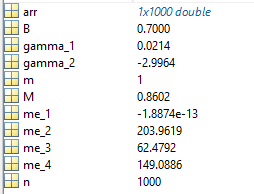 arr 1x1000 double
B 0.7000
gamma_1 0.0214
gamma_2 -2.9964
m 1
M 0.8602
me_1 -1.8874e-13
me_2 203.9619
me_3 62.4792
me_4 149.0886
n 1000